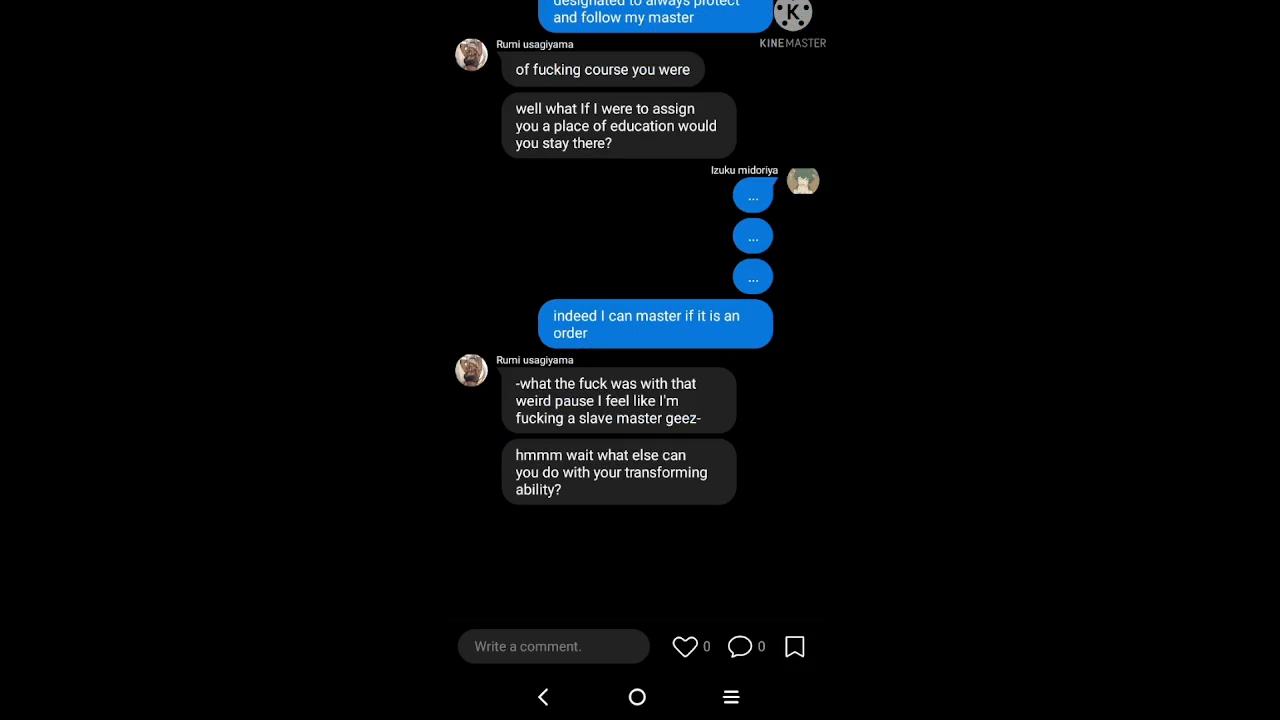 designated to always protect
and follow my master
K
KINEMASTER
Rumi usagiyama
of fucking course you were
well what If I were to assign
you a place of education would
you stay there?
Izuku midoriya
...
...
...
indeed I can master if it is an
order
Rumi usagiyama
-what the fuck was with that
weird pause I feel like I'm
fucking a slave master geez-
hmmm wait what else can
you do with your transforming
ability?
Write a comment.
0
0